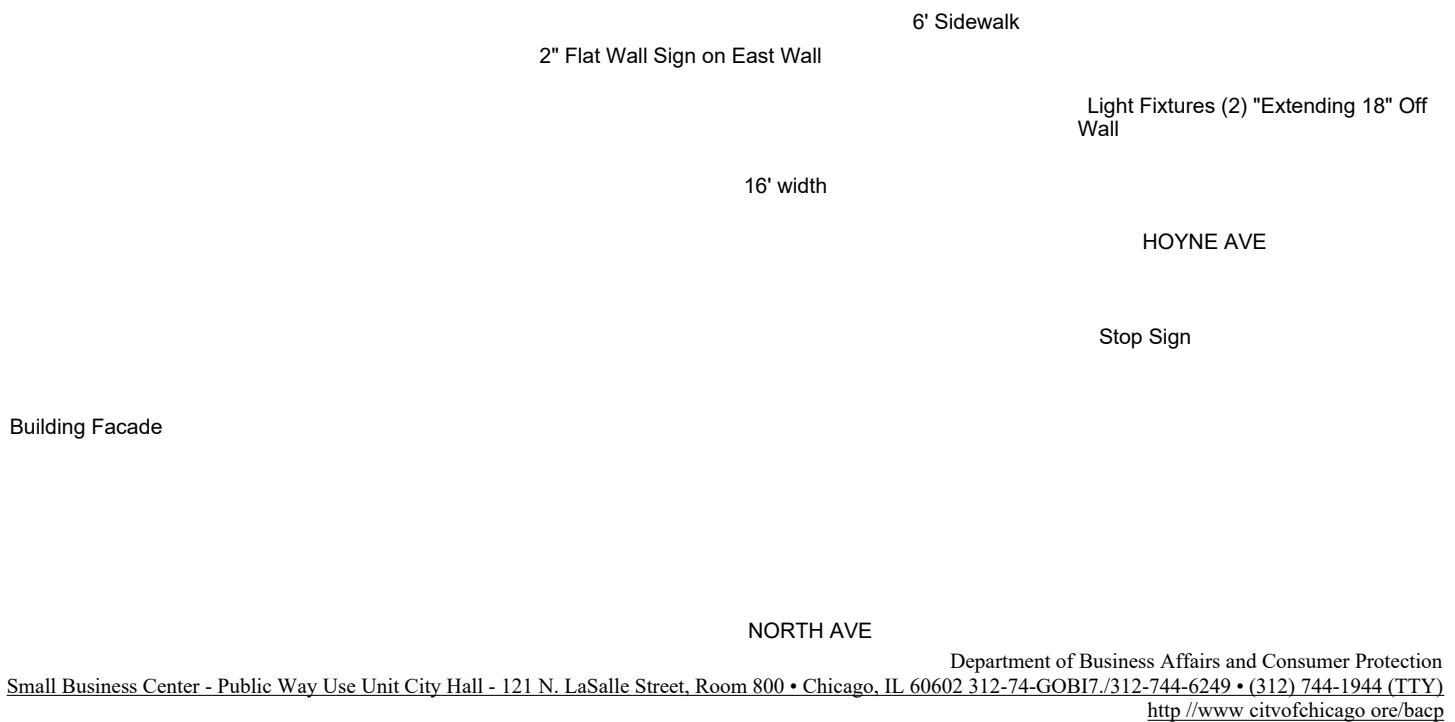 6' Sidewalk
2" Flat Wall Sign on East Wall
Light Fixtures (2) "Extending 18" Off
Wall
16' width
HOYNE AVE
Stop Sign
Building Facade
NORTH AVE
Department of Business Affairs and Consumer Protection
Small Business Center - Public Way Use Unit City Hall - 121 N. LaSalle Street, Room 800 • Chicago, IL 60602 312-74-GOBI7./312-744-6249 • (312) 744-1944 (TTY)
http //www citvofchicago ore/bacp